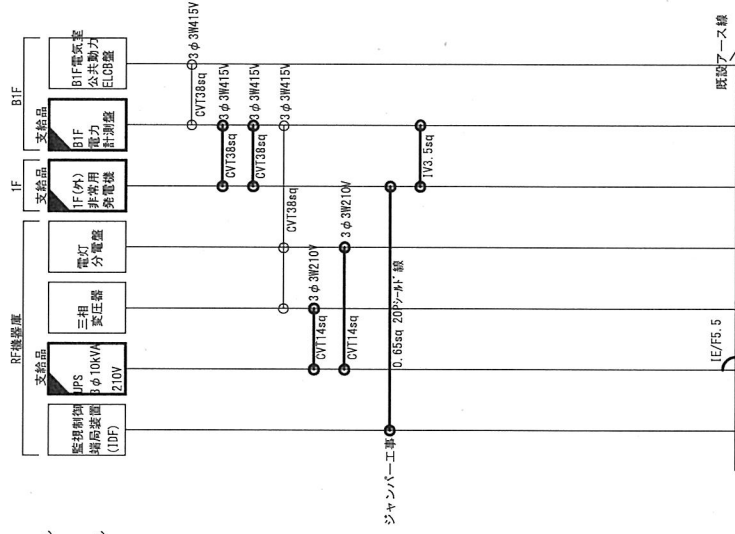 RF機器庫
1F
B1F
支給品
支給品
支給品
監視制御
端局装置
(IDF)
UPS
3φ10kVA
210V
三相
変圧器
電灯
分電盤
1F(外)
非常用
発電機
B1F
電力
計測盤
B1F電気室
公共動力
ELCB盤
CVT38sq
3φ3W415V
CVT38sq
3φ3W415V
CVT38sq
3φ3W415V
CVT38sq
3φ3W415V
CVT14sq
3φ3W210V
CVT14sq
3φ3W210V
ジャンパー工事
0.65sq 20Pシールド線
IV3.5sq
IE/F5.5
既設アース線